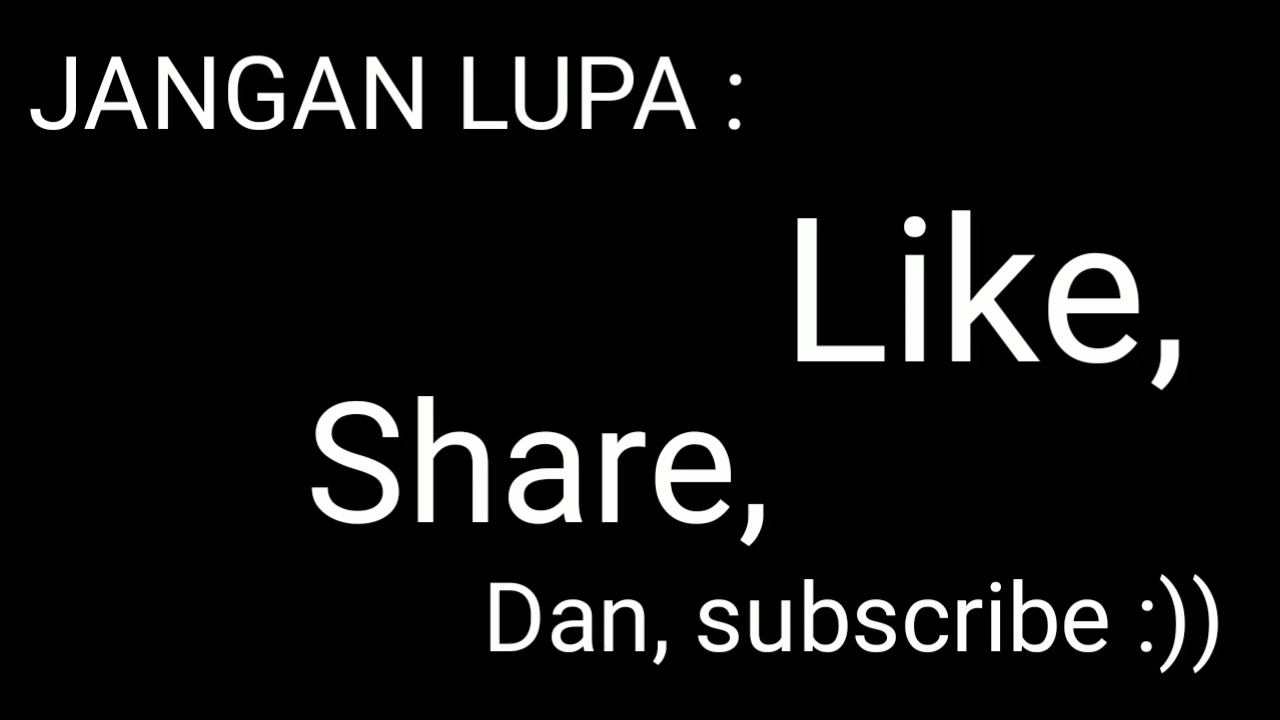 JANGAN LUPA :
Like,
Share,
Dan, subscribe :))